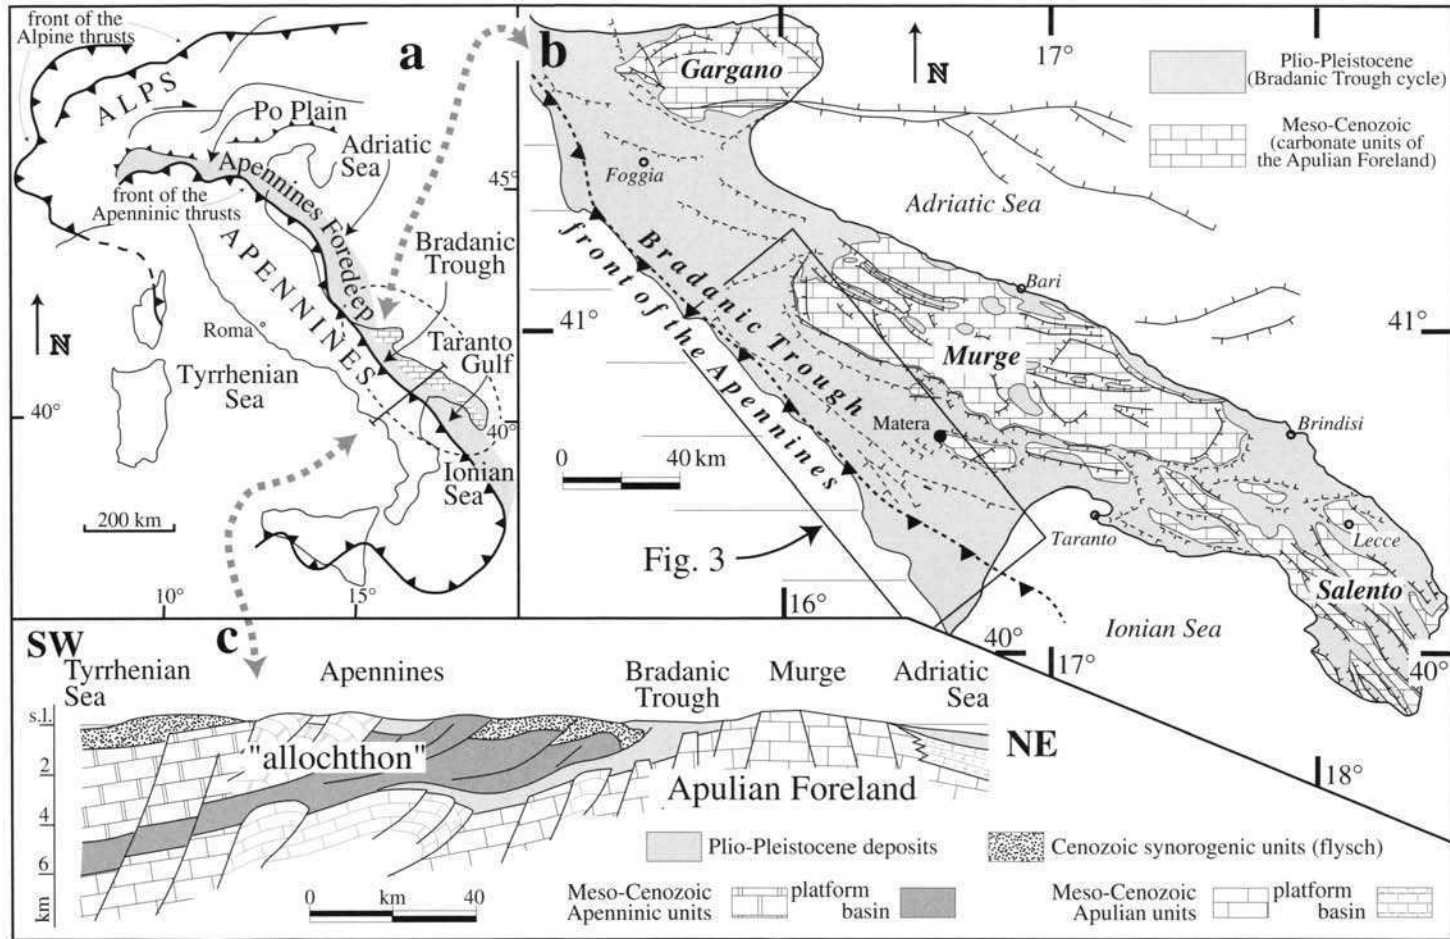 front of the
Alpine thrusts
a
ALPS
Po Plain
Adriatic
Sea
Apennines Foredeep
45°
front of the
Apenninic thrusts
APENNINES
Bradanic
Trough
N
Roma
Taranto
Gulf
Tyrrhenian
Sea
40°
40°
Ionian
Sea
200 km
10°
15°
b
Gargano
N
17°
Plio-Pleistocene
(Bradanic Trough cycle)
Meso-Cenozoic
(carbonate units of
the Apulian Foreland)
Foggia
Adriatic Sea
Bradanic Trough
front of the Apennines
Bari
41°
41°
Murge
Matera
Brindisi
0
40 km
Fig. 3
Taranto
Lecce
16°
Salento
Ionian Sea
40°
17°
40°
18°
SW
c
Tyrrhenian
Sea
Apennines
Bradanic
Trough
Murge
Adriatic
Sea
s.l.
2
4
6
km
"allochthon"
NE
Apulian Foreland
Plio-Pleistocene deposits
Cenozoic synorogenic units (flysch)
0
km
40
Meso-Cenozoic
Apenninic units
platform
basin
Meso-Cenozoic
Apulian units
platform
basin